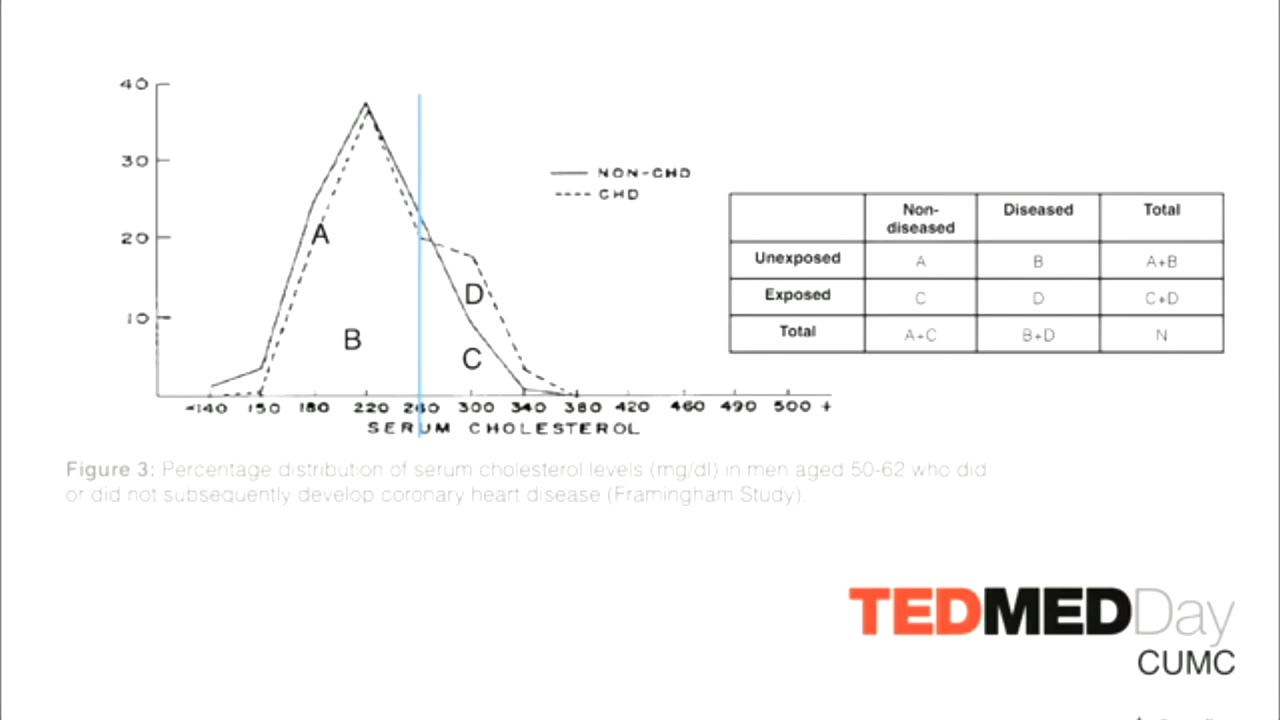 40
30
20
10
A
B
C
D
NON-CHD
CHD
-140 150 180 220 260 300 340 380 420 460 490 500 +
SERUM CHOLESTEROL
Non-
diseased Diseased Total
Unexposed A B A+B
Exposed C D C+D
Total A+C B+D N
Figure 3: Percentage distribution of serum cholesterol levels (mg/dl) in men aged 50-62 who did
or did not subsequently develop coronary heart disease (Framingham Study).
TEDMEDDay
CUMC